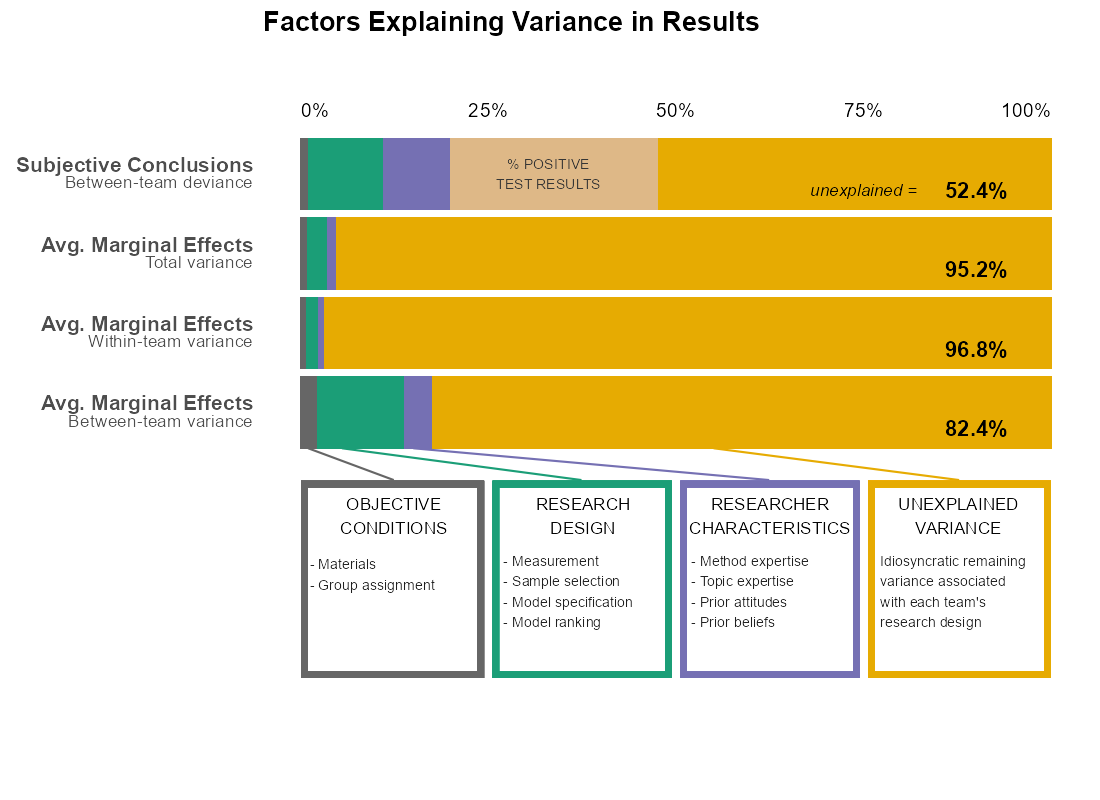 Factors Explaining Variance in Results
0% 25% 50% 75% 100%
Subjective Conclusions
Between-team deviance
% POSITIVE
TEST RESULTS
unexplained = 52.4%
Avg. Marginal Effects
Total variance
95.2%
Avg. Marginal Effects
Within-team variance
96.8%
Avg. Marginal Effects
Between-team variance
82.4%
OBJECTIVE
CONDITIONS
- Materials
- Group assignment
RESEARCH
DESIGN
- Measurement
- Sample selection
- Model specification
- Model ranking
RESEARCHER
CHARACTERISTICS
- Method expertise
- Topic expertise
- Prior attitudes
- Prior beliefs
UNEXPLAINED
VARIANCE
Idiosyncratic remaining
variance associated
with each team's
research design